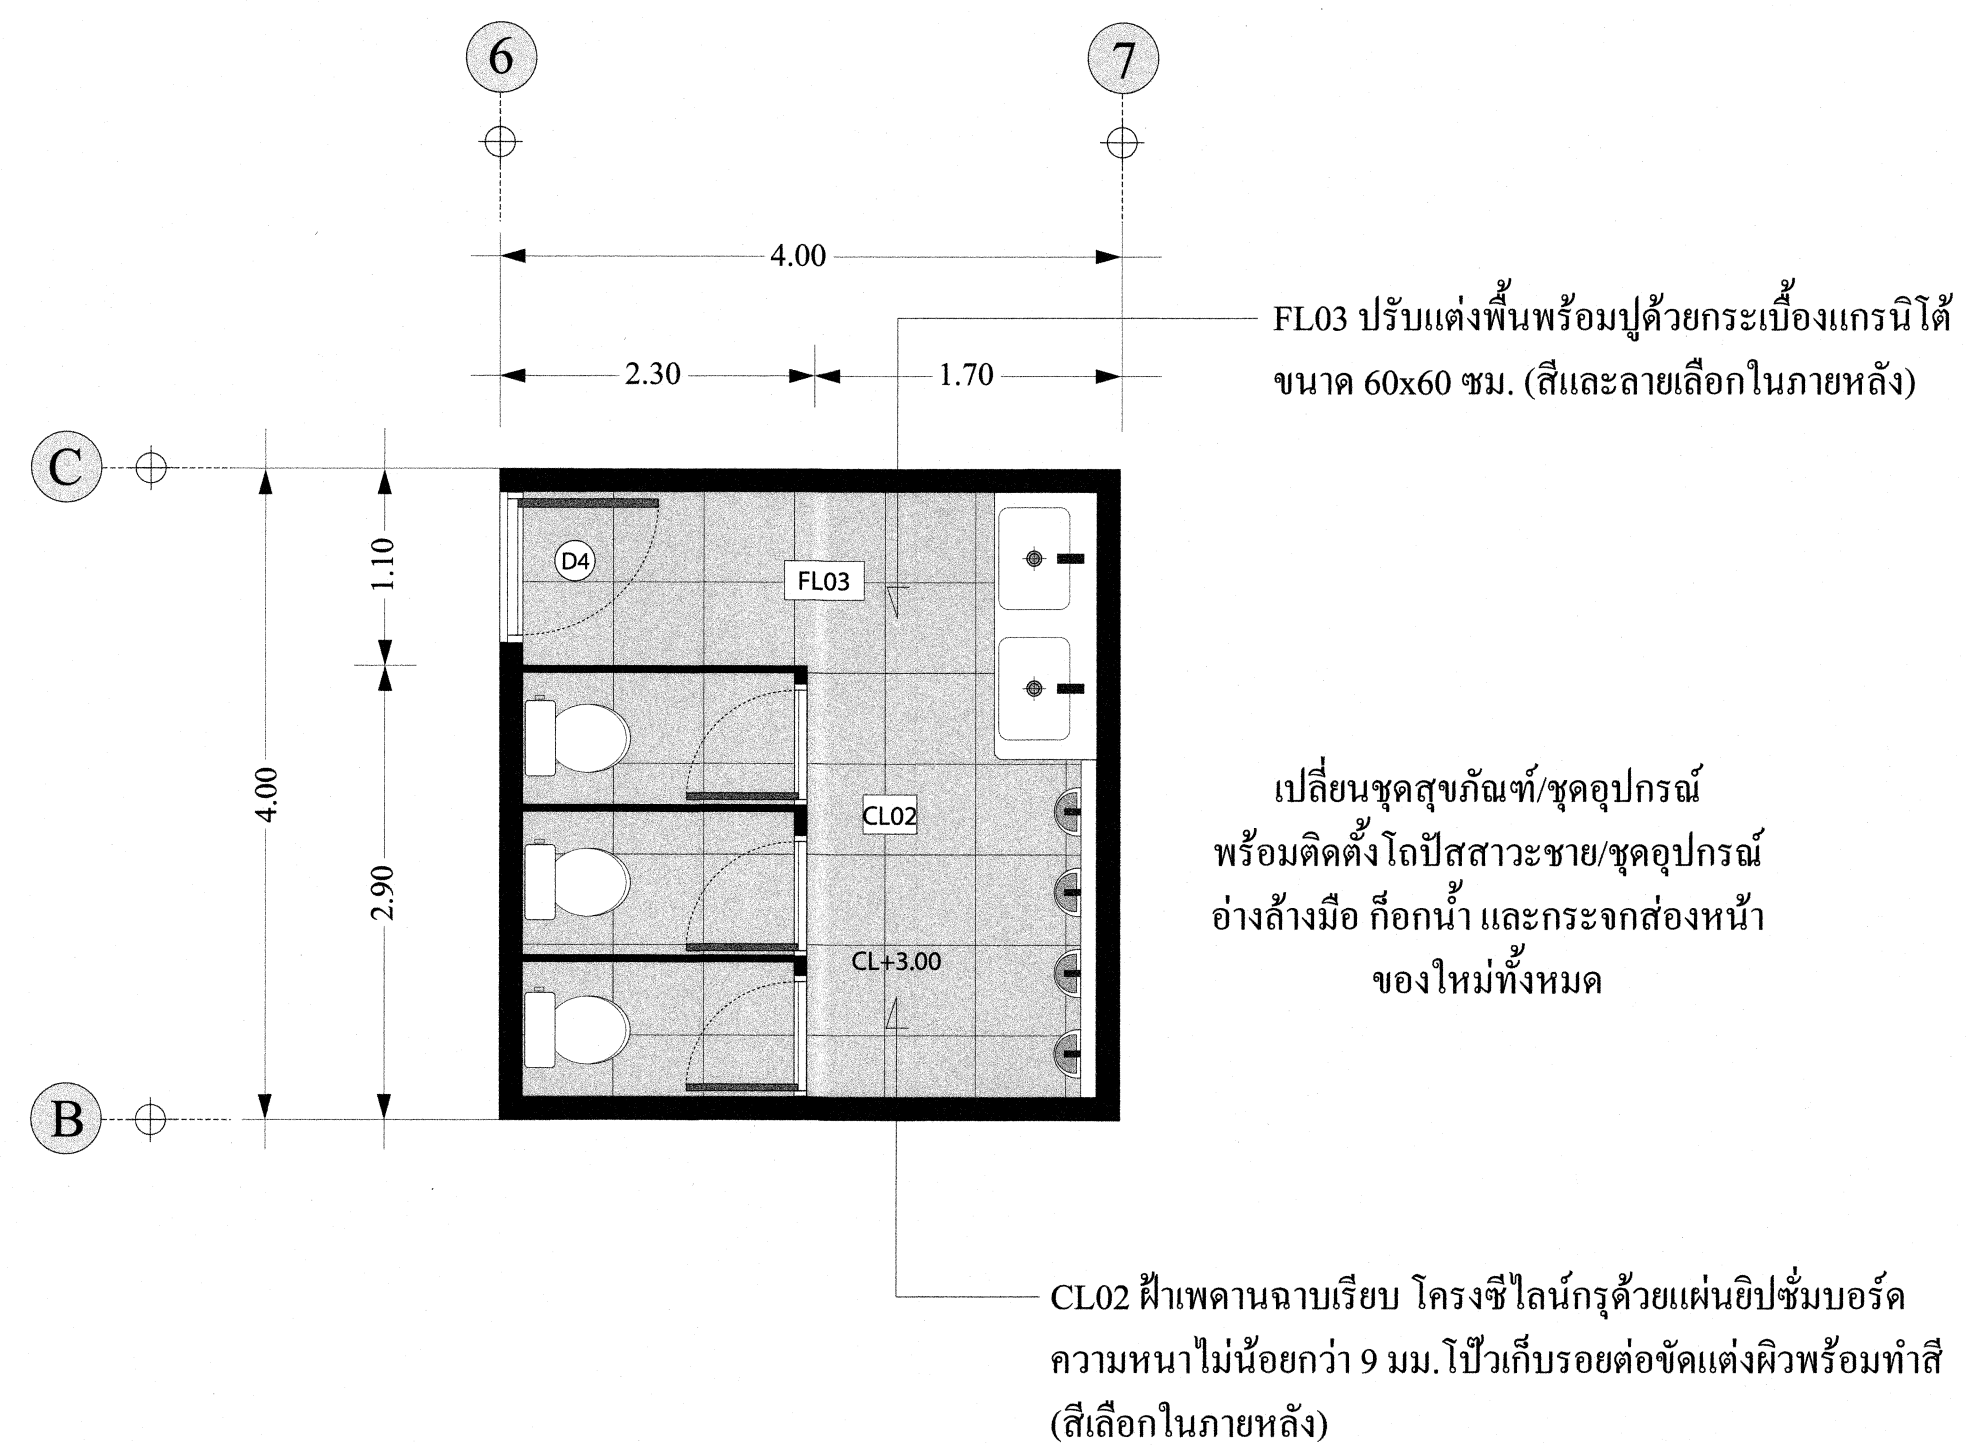 6
7
4.00
FL03 ปรับแต่งพื้นพร้อมปูด้วยกระเบื้องแกรนิโต้
ขนาด 60x60 ซม. (สีและลายเลือกในภายหลัง)
2.30
1.70
C
1.10
D4
FL03
4.00
2.90
CL02
เปลี่ยนชุดสุขภัณฑ์/ชุดอุปกรณ์
พร้อมติดตั้งโถปัสสาวะชาย/ชุดอุปกรณ์
อ่างล้างมือ ก็อกน้ำ และกระจกส่องหน้า
ของใหม่ทั้งหมด
CL+3.00
B
CL02 ฝ้าเพดานฉาบเรียบ โครงซีไลน์กรุด้วยแผ่นยิปซั่มบอร์ด
ความหนาไม่น้อยกว่า 9 มม.โป๊วเก็บรอยต่อขัดแต่งผิวพร้อมทำสี
(สีเลือกในภายหลัง)